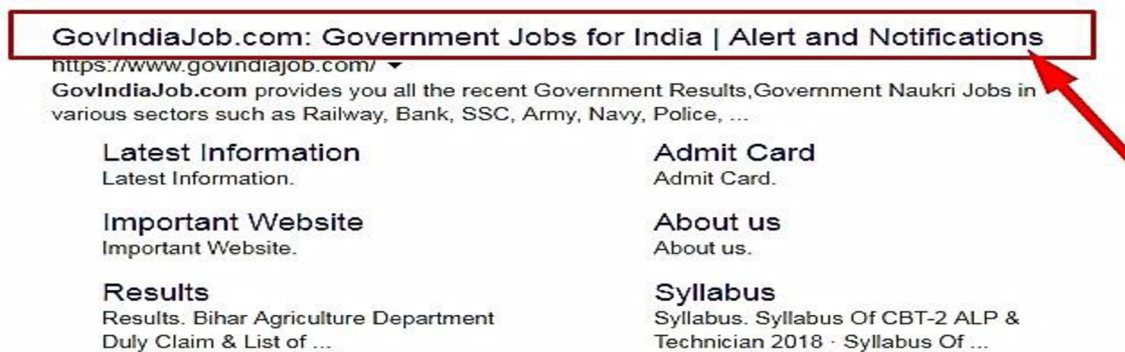 GovIndiaJob.com: Government Jobs for India | Alert and Notifications
https://www.govindiajob.com/
GovIndiaJob.com provides you all the recent Government Results,Government Naukri Jobs in
various sectors such as Railway, Bank, SSC, Army, Navy, Police, ...
Latest Information
Latest Information.
Admit Card
Admit Card.
Important Website
Important Website.
About us
About us.
Results
Results. Bihar Agriculture Department
Duly Claim & List of ...
Syllabus
Syllabus. Syllabus Of CBT-2 ALP &
Technician 2018 · Syllabus Of ...